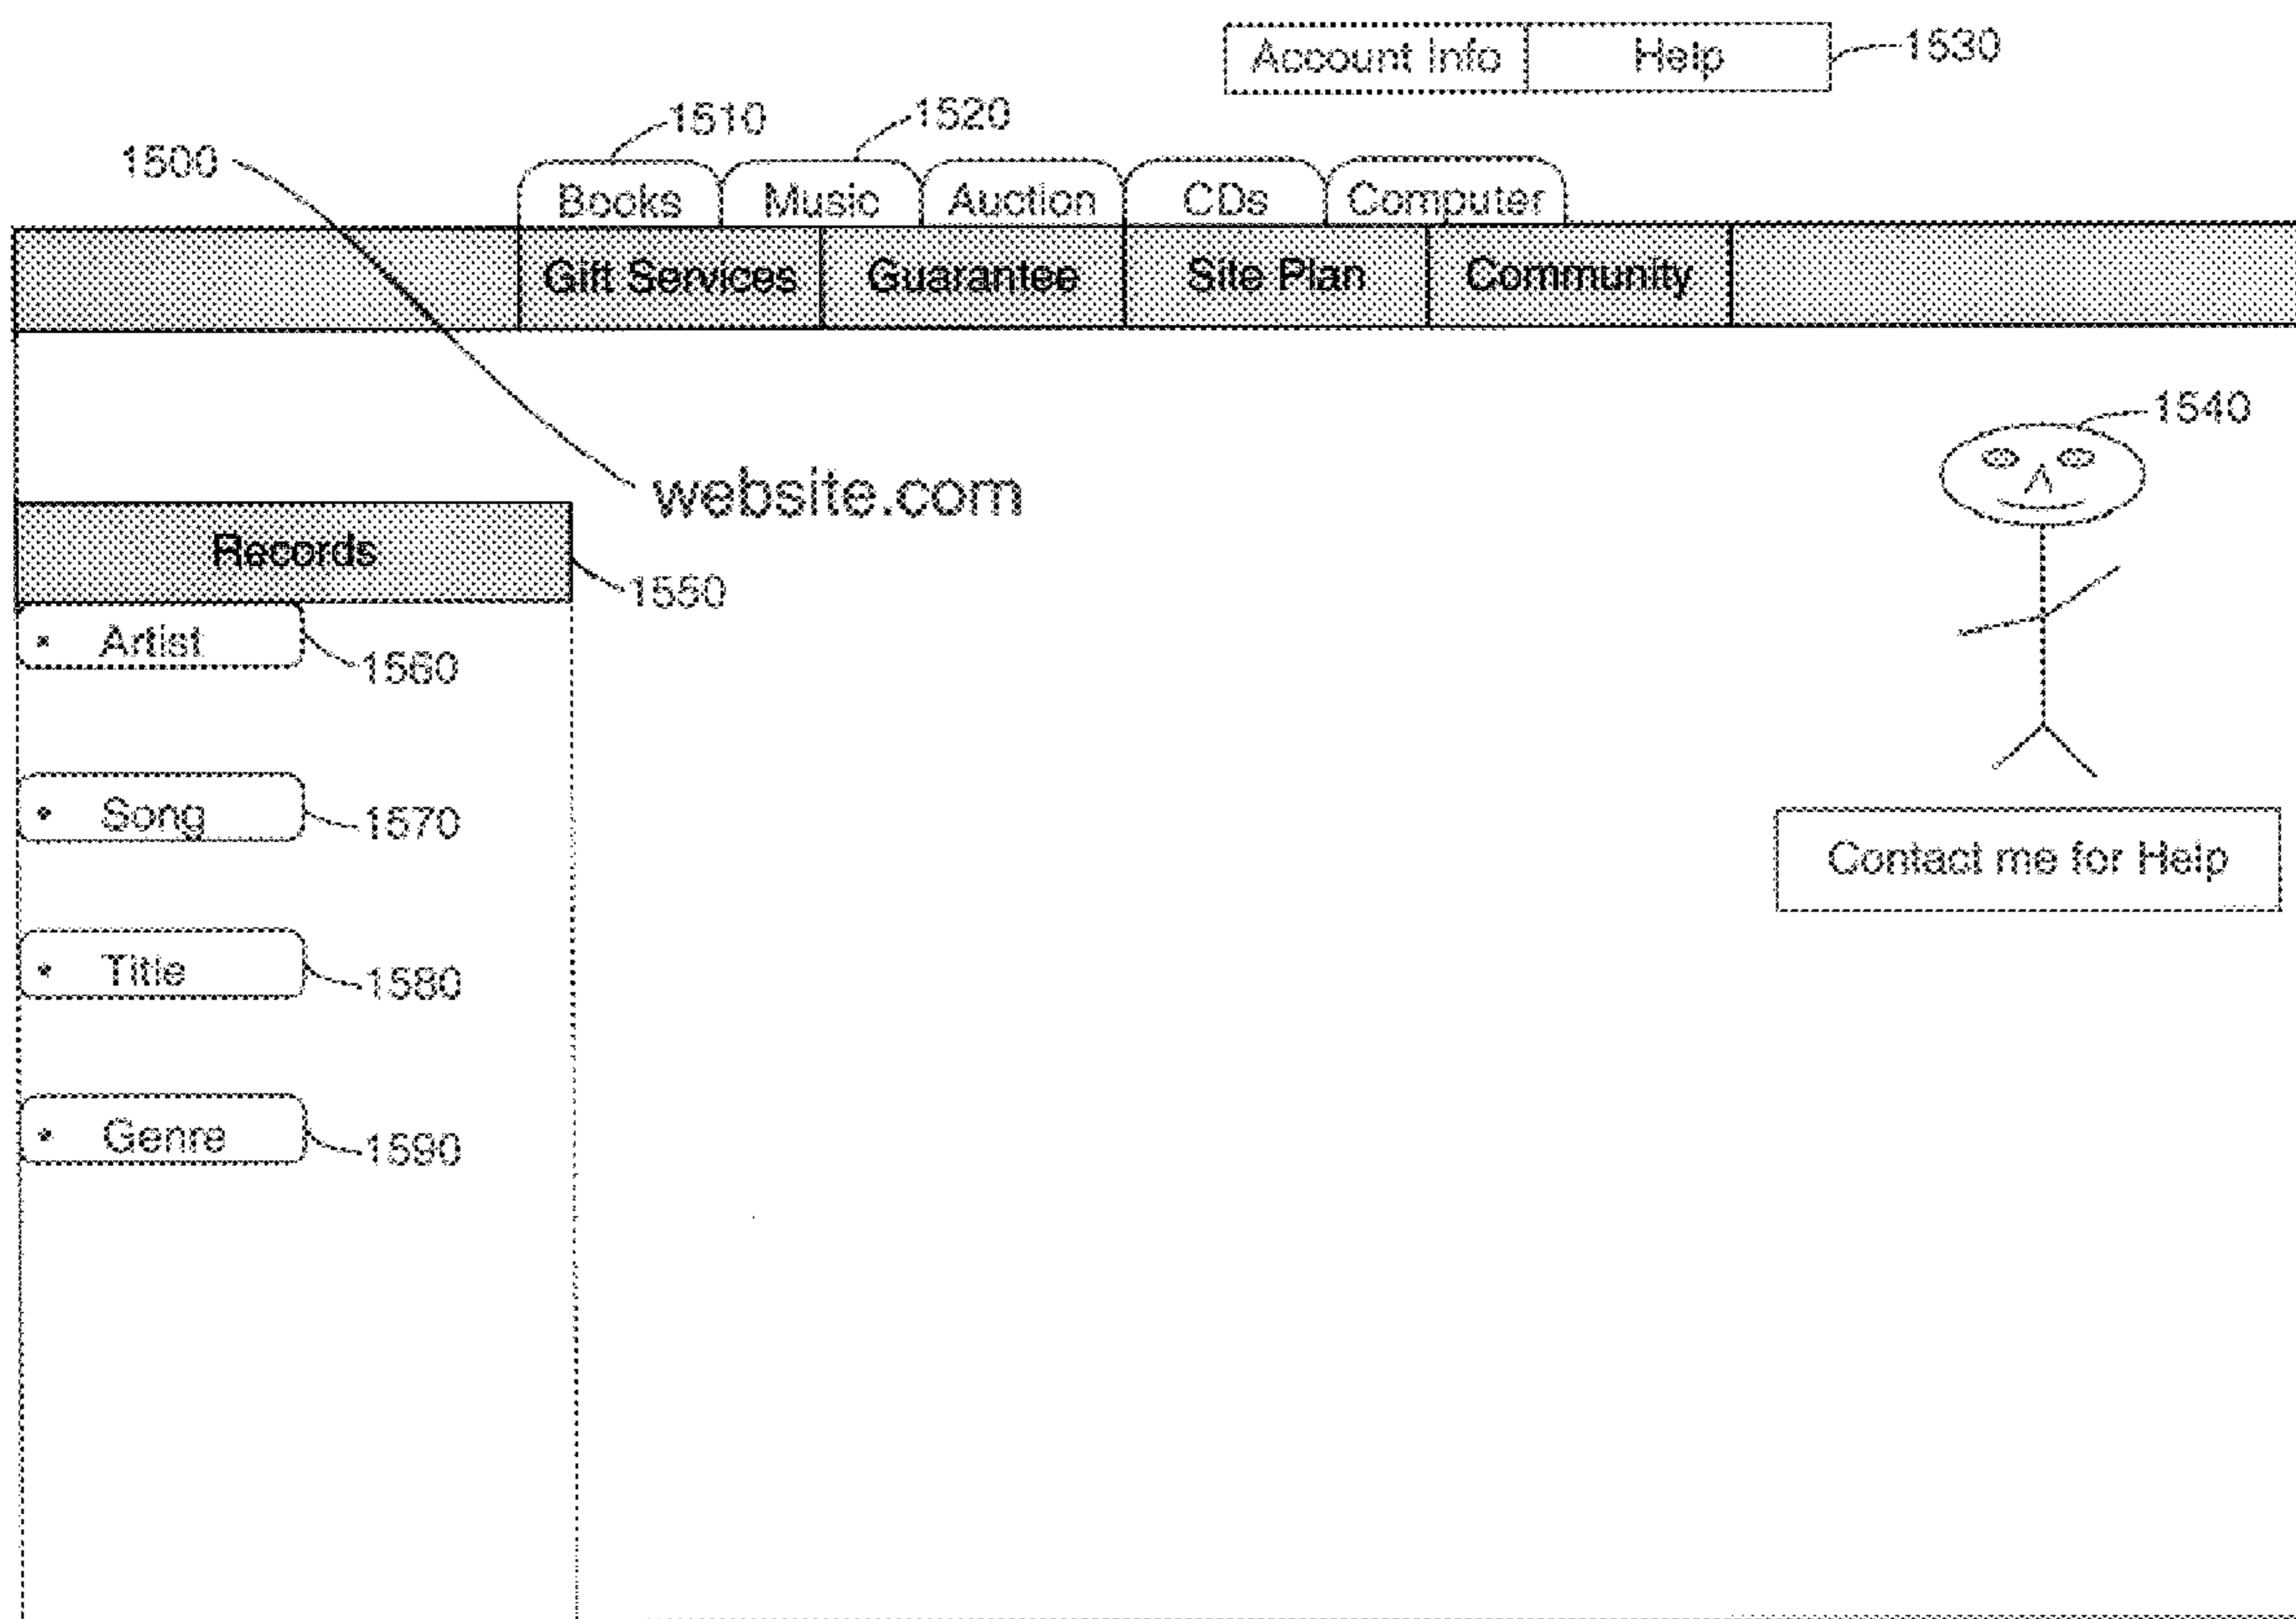 Account Info Help 1530
1510 1520
1500
Books Music Auction CDs Computer
Gift Services Guarantee Site Plan Community
1540
website.com
Records
1550
Artist
1560
Song
1570
Contact me for Help
Title
1580
Genre
1590